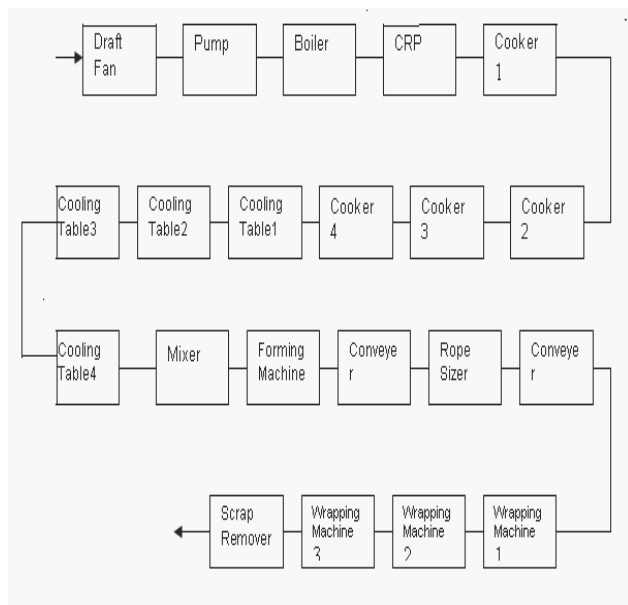 Draft
Fan
Pump
Boiler
CRP
Cooker
1
Cooling
Table3
Cooling
Table2
Cooling
Table1
Cooker
4
Cooker
3
Cooker
2
Cooling
Table4
Mixer
Forming
Machine
Conveye
r
Rope
Sizer
Conveye
r
Scrap
Remover
Wrapping
Machine
3
Wrapping
Machine
2
Wrapping
Machine
1